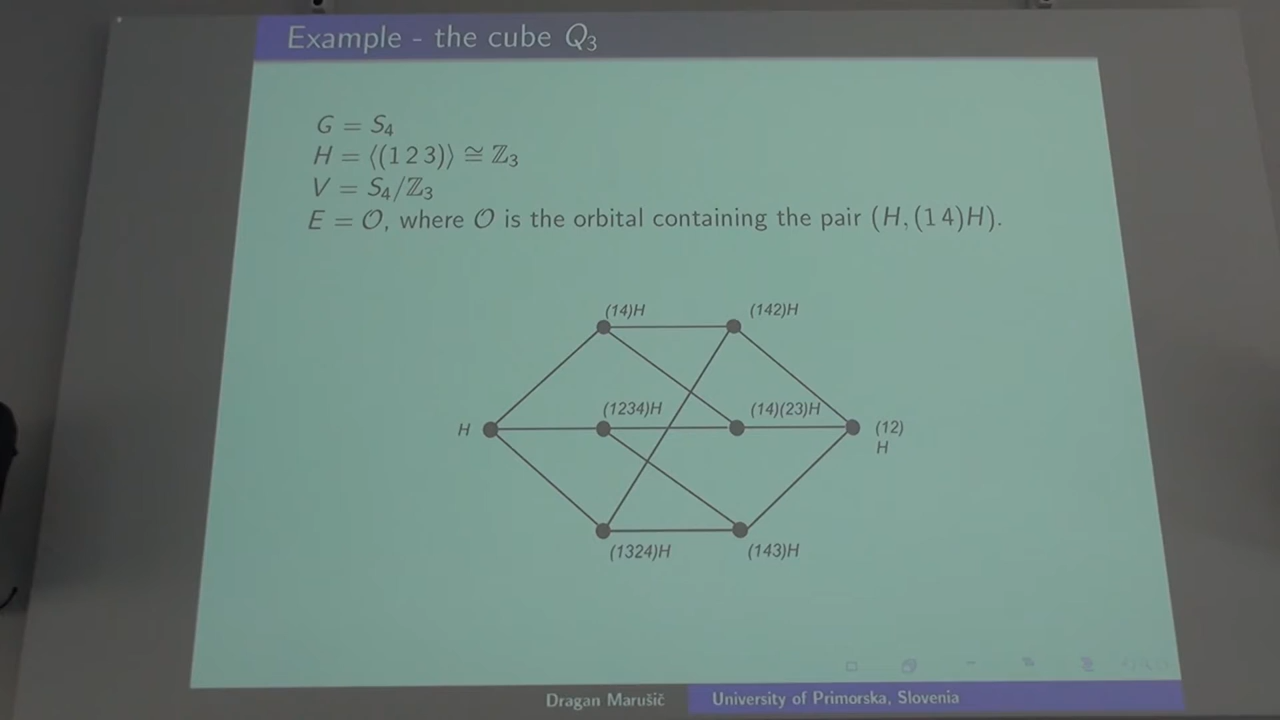 Example - the cube Q₃
G = S₄
H = ⟨(1 2 3)⟩ ≅ ℤ₃
V = S₄/ℤ₃
E = 𝒪, where 𝒪 is the orbital containing the pair (H, (1 4)H).
(14)H
(142)H
(1234)H
(14)(23)H
H
(12)
H
(1324)H
(143)H
Dragan Marušič
University of Primorska, Slovenia